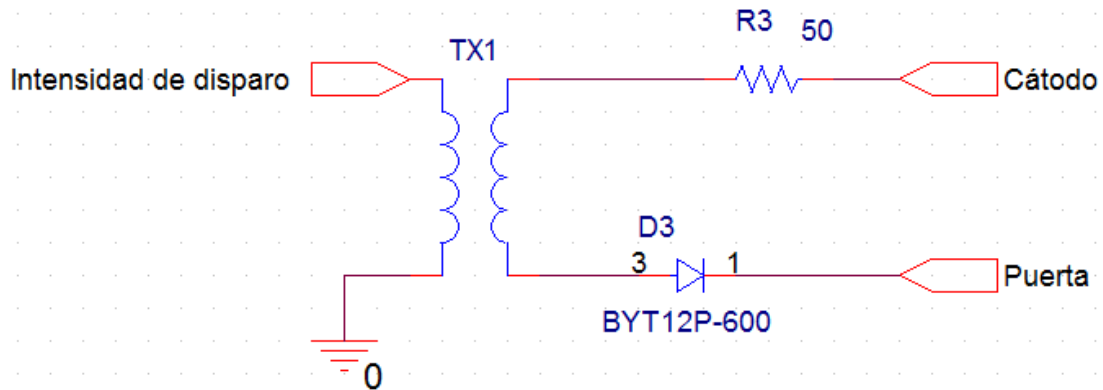 R3 50
TX1
Intensidad de disparo
Cátodo
D3
3 1
Puerta
BYT12P-600
0